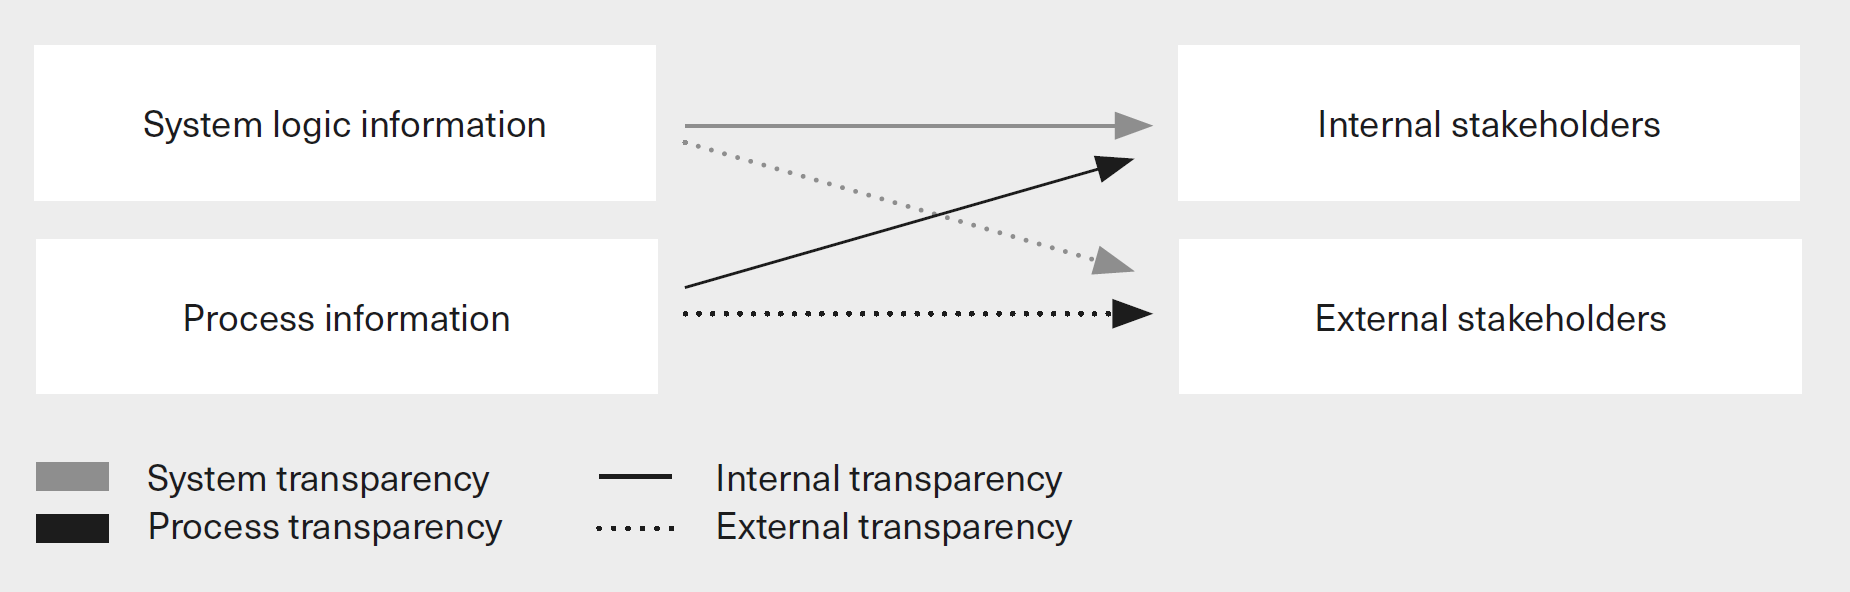 System logic information
Internal stakeholders
Process information
External stakeholders
System transparency
Internal transparency
Process transparency
External transparency